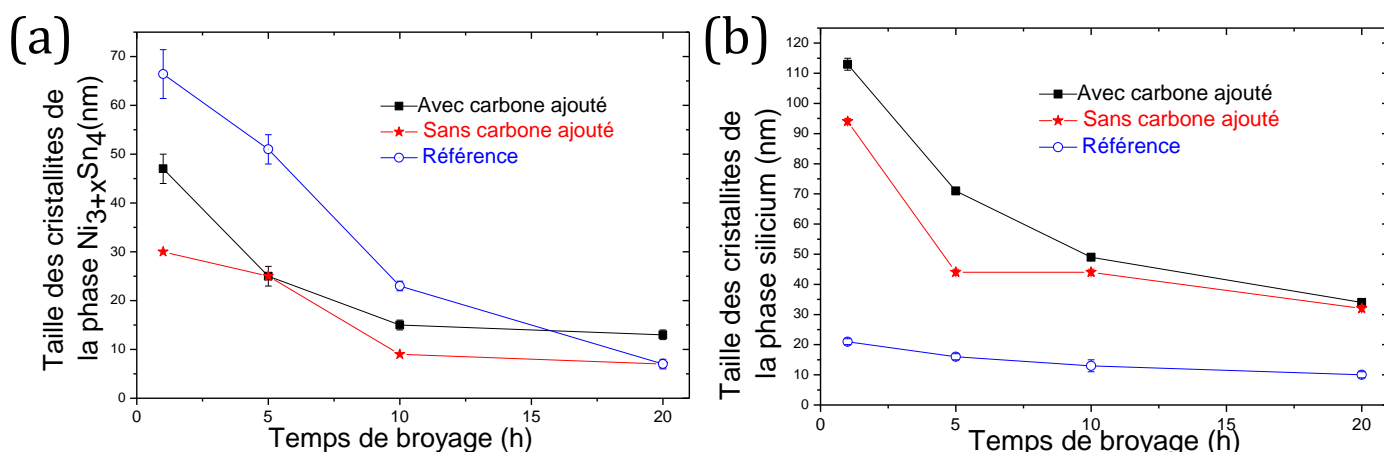 (a)
Taille des cristallites de
la phase Ni3+xSn4(nm)
70
60
50
40
30
20
10
0
0
5
10
15
20
Temps de broyage (h)
Avec carbone ajouté
Sans carbone ajouté
Référence
(b)
Taille des cristallites de
la phase silicium (nm)
120
110
100
90
80
70
60
50
40
30
20
10
0
0
5
10
15
20
Temps de broyage (h)
Avec carbone ajouté
Sans carbone ajouté
Référence